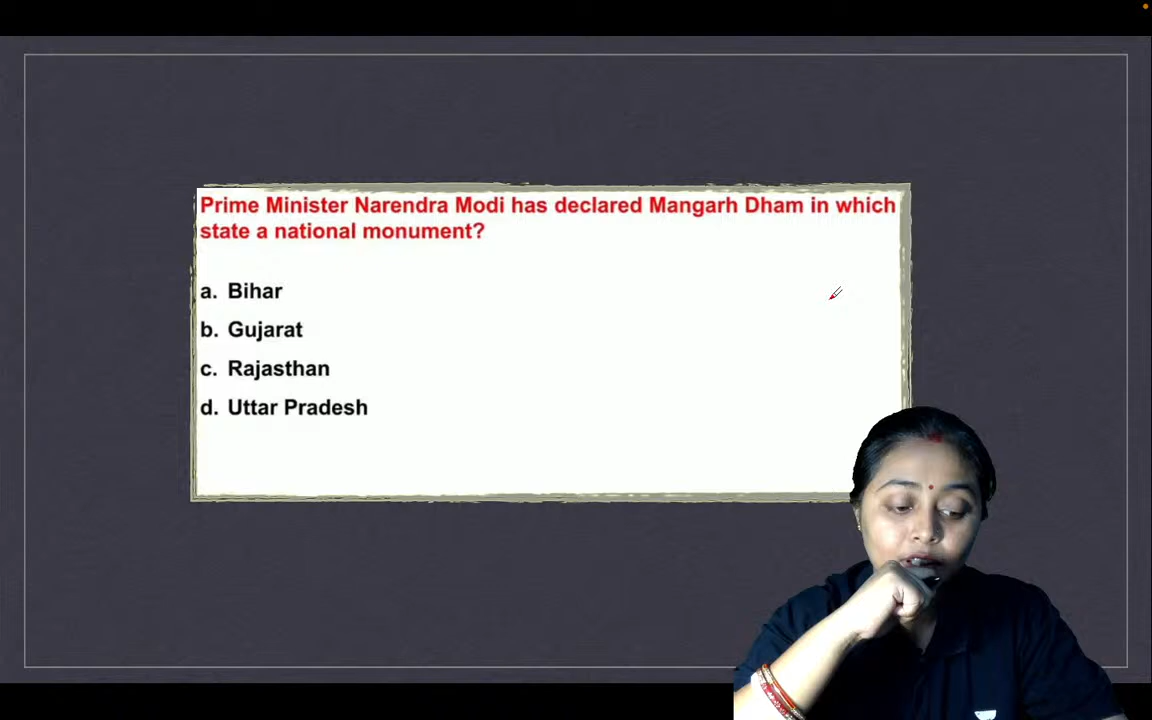 Prime Minister Narendra Modi has declared Mangarh Dham in which
state a national monument?
a. Bihar
b. Gujarat
c. Rajasthan
d. Uttar Pradesh